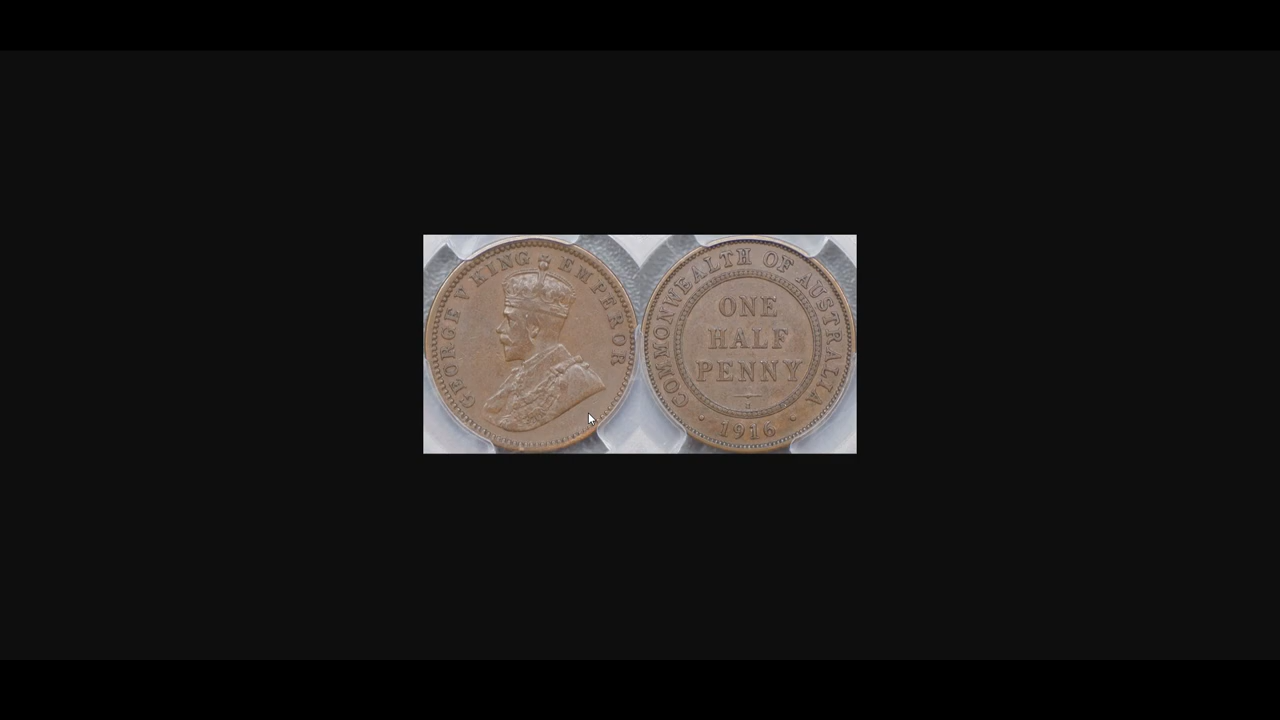 GEORGE V KING EMPEROR
COMMONWEALTH OF AUSTRALIA
ONE
HALF
PENNY
I
1916